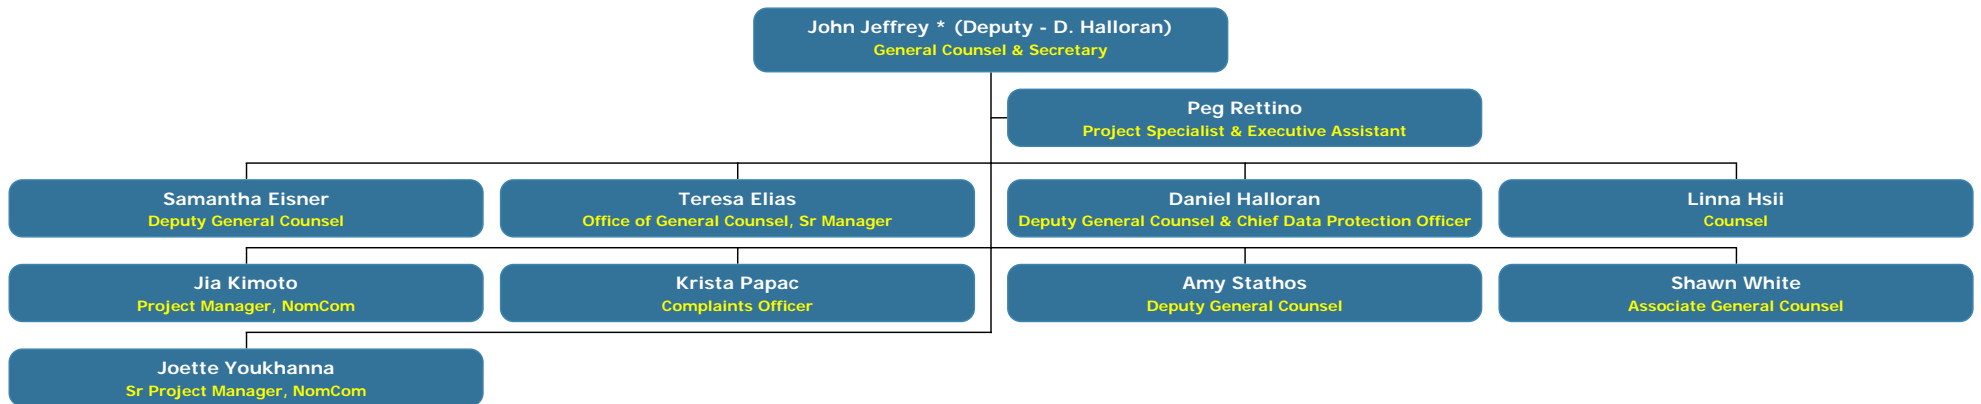 John Jeffrey * (Deputy - D. Halloran)
General Counsel & Secretary
Peg Rettino
Project Specialist & Executive Assistant
Samantha Eisner
Deputy General Counsel
Teresa Elias
Office of General Counsel, Sr Manager
Daniel Halloran
Deputy General Counsel & Chief Data Protection Officer
Linna Hsii
Counsel
Jia Kimoto
Project Manager, NomCom
Krista Papac
Complaints Officer
Amy Stathos
Deputy General Counsel
Shawn White
Associate General Counsel
Joette Youkhanna
Sr Project Manager, NomCom